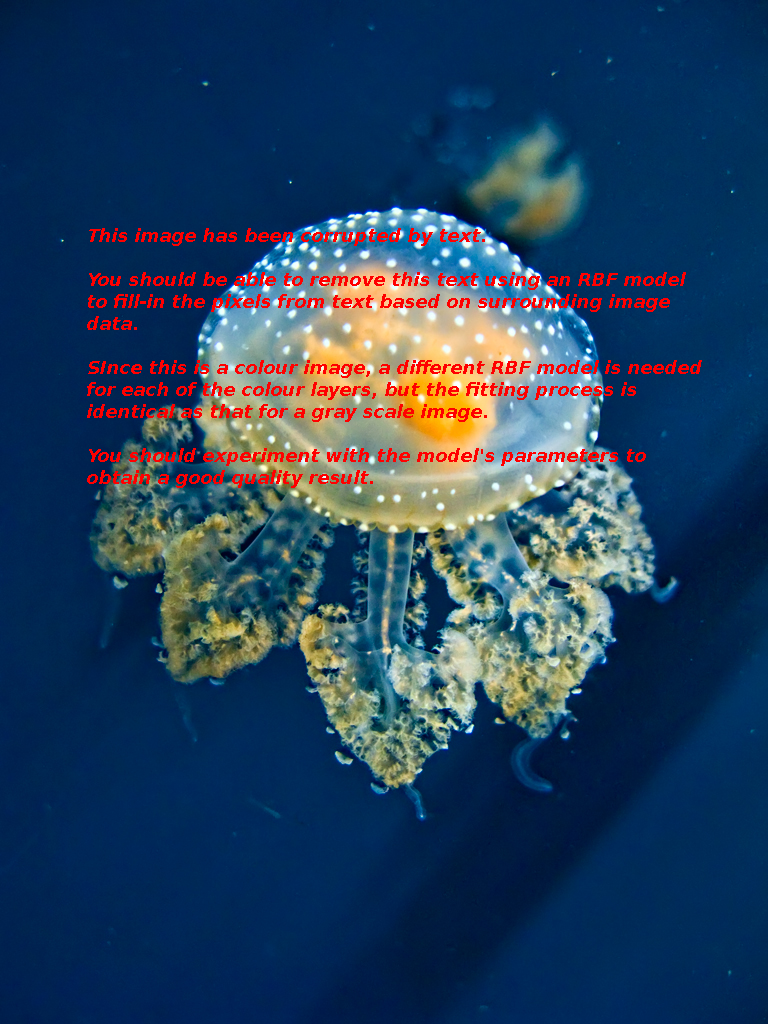 This image has been corrupted by text.
You should be able to remove this text using an RBF model
to fill-in the pixels from text based on surrounding image
data.
SInce this is a colour image, a different RBF model is needed
for each of the colour layers, but the fitting process is
identical as that for a gray scale image.
You should experiment with the model's parameters to
obtain a good quality result.